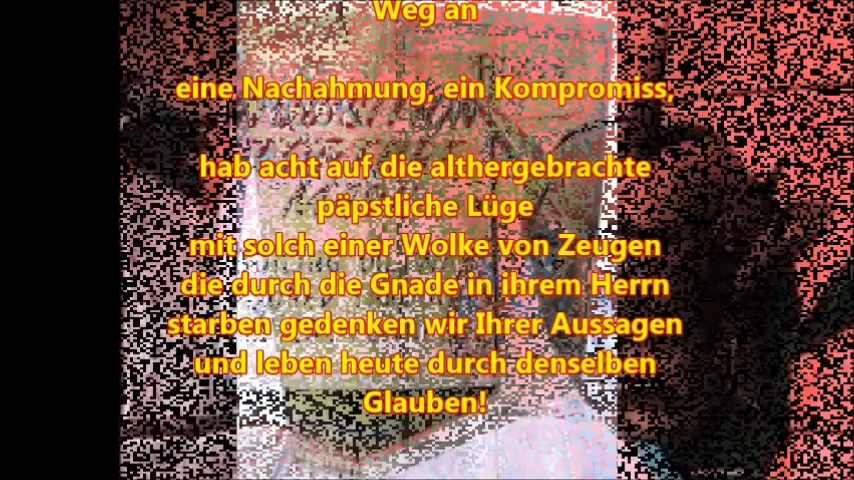 Weg an
eine Nachahmung, ein Kompromiss,
hab acht auf die althergebrachte
päpstliche Lüge
mit solch einer Wolke von Zeugen
die durch die Gnade in ihrem Herrn
starben gedenken wir Ihrer Aussagen
und leben heute durch denselben
Glauben!